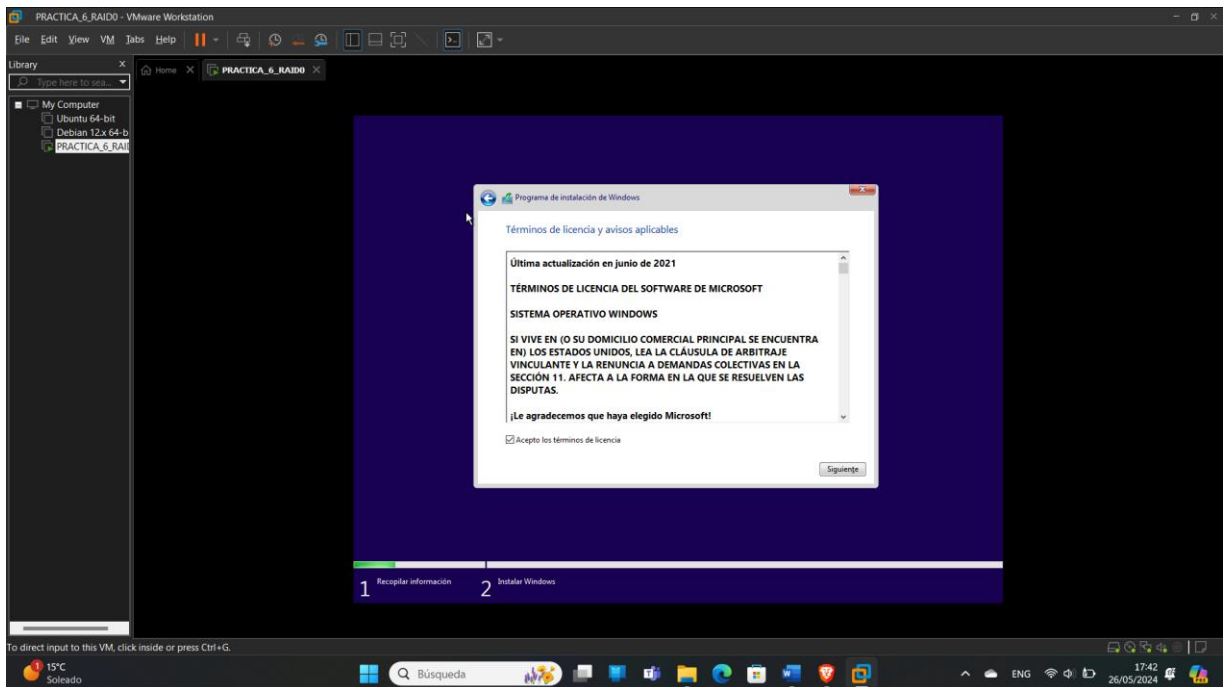 PRACTICA_6_RAID0 - VMware Workstation
File Edit View VM Tabs Help
Library X
Home X PRACTICA_6_RAID0 X
Type here to sea...
My Computer
Ubuntu 64-bit
Debian 12.x 64-b
PRACTICA_6_RAID
Programa de instalación de Windows
Términos de licencia y avisos aplicables
Última actualización en junio de 2021
TÉRMINOS DE LICENCIA DEL SOFTWARE DE MICROSOFT
SISTEMA OPERATIVO WINDOWS
SI VIVE EN (O SU DOMICILIO COMERCIAL PRINCIPAL SE ENCUENTRA
EN) LOS ESTADOS UNIDOS, LEA LA CLÁUSULA DE ARBITRAJE
VINCULANTE Y LA RENUNCIA A DEMANDAS COLECTIVAS EN LA
SECCIÓN 11. AFECTA A LA FORMA EN LA QUE SE RESUELVEN LAS
DISPUTAS.
¡Le agradecemos que haya elegido Microsoft!
Acepto los términos de licencia
Siguiente
1 Recopilar información 2 Instalar Windows
To direct input to this VM, click inside or press Ctrl+G.
1 15°C
Soleado
Búsqueda
ENG
17:42
26/05/2024